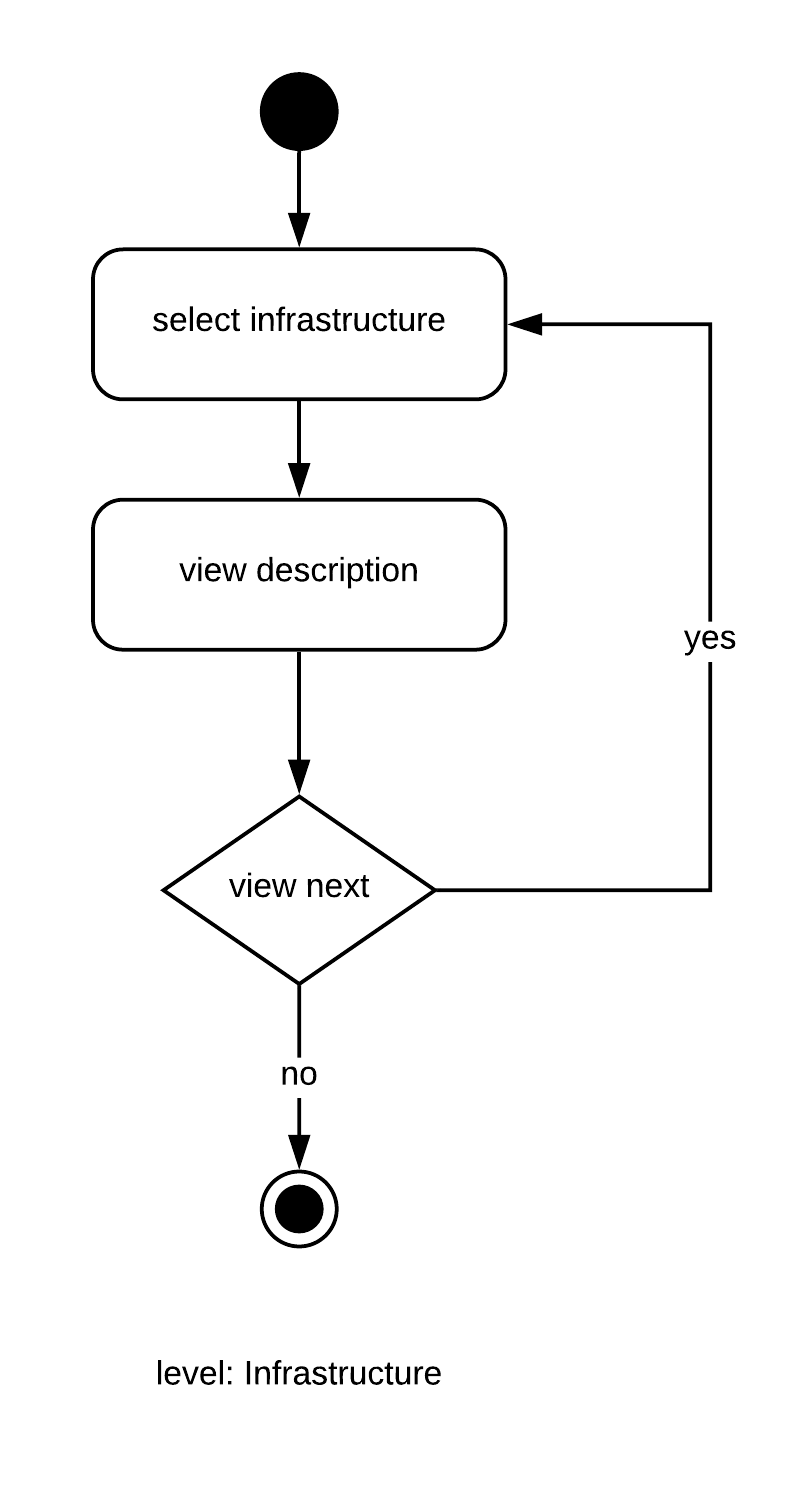 select infrastructure
view description
yes
view next
no
level: Infrastructure